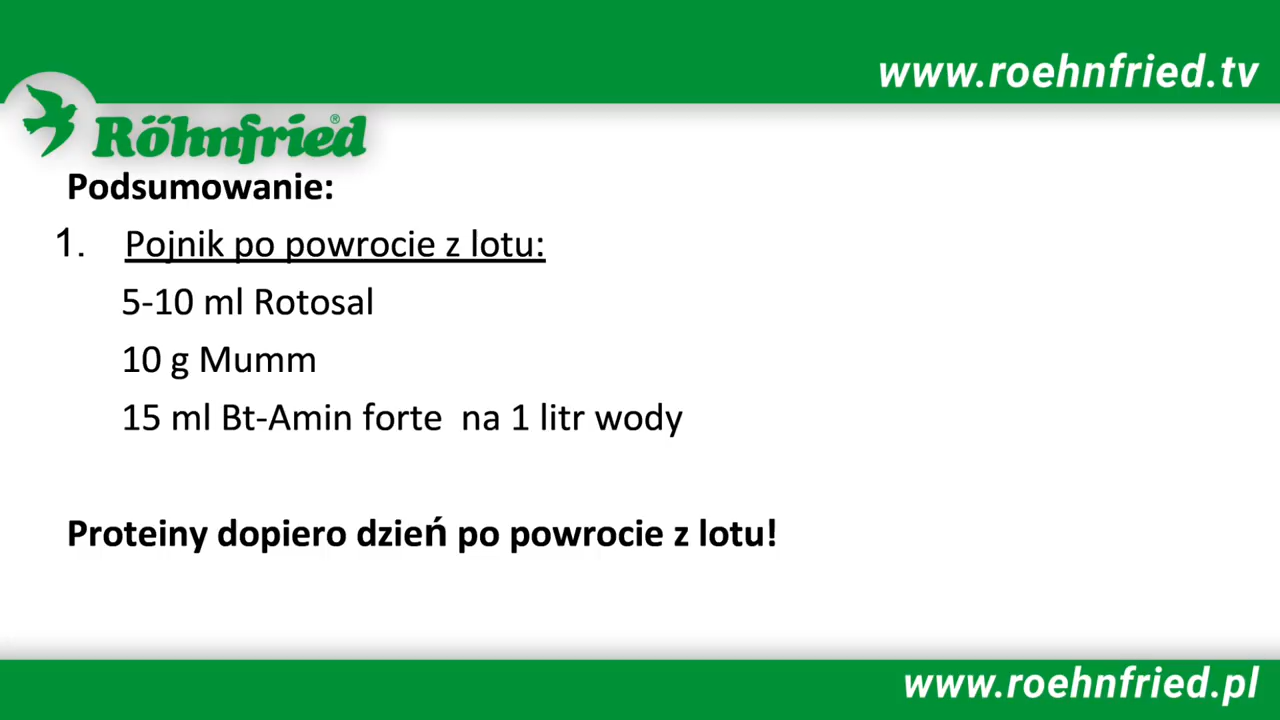 www.roehnfried.tv
Röhnfried®
Podsumowanie:
1. Pojnik po powrocie z lotu:
5-10 ml Rotosal
10 g Mumm
15 ml Bt-Amin forte  na 1 litr wody
Proteiny dopiero dzień po powrocie z lotu!
www.roehnfried.pl